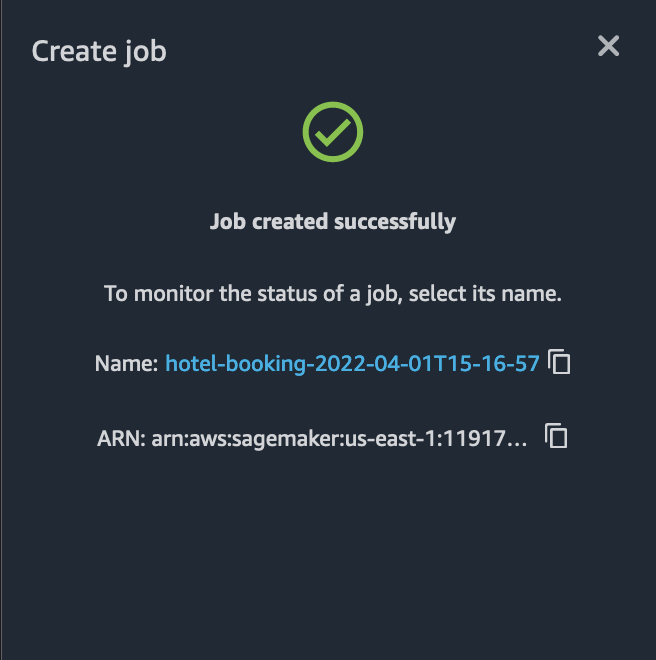 Create job
Job created successfully
To monitor the status of a job, select its name.
Name: hotel-booking-2022-04-01T15-16-57
ARN: arn:aws:sagemaker:us-east-1:11917...